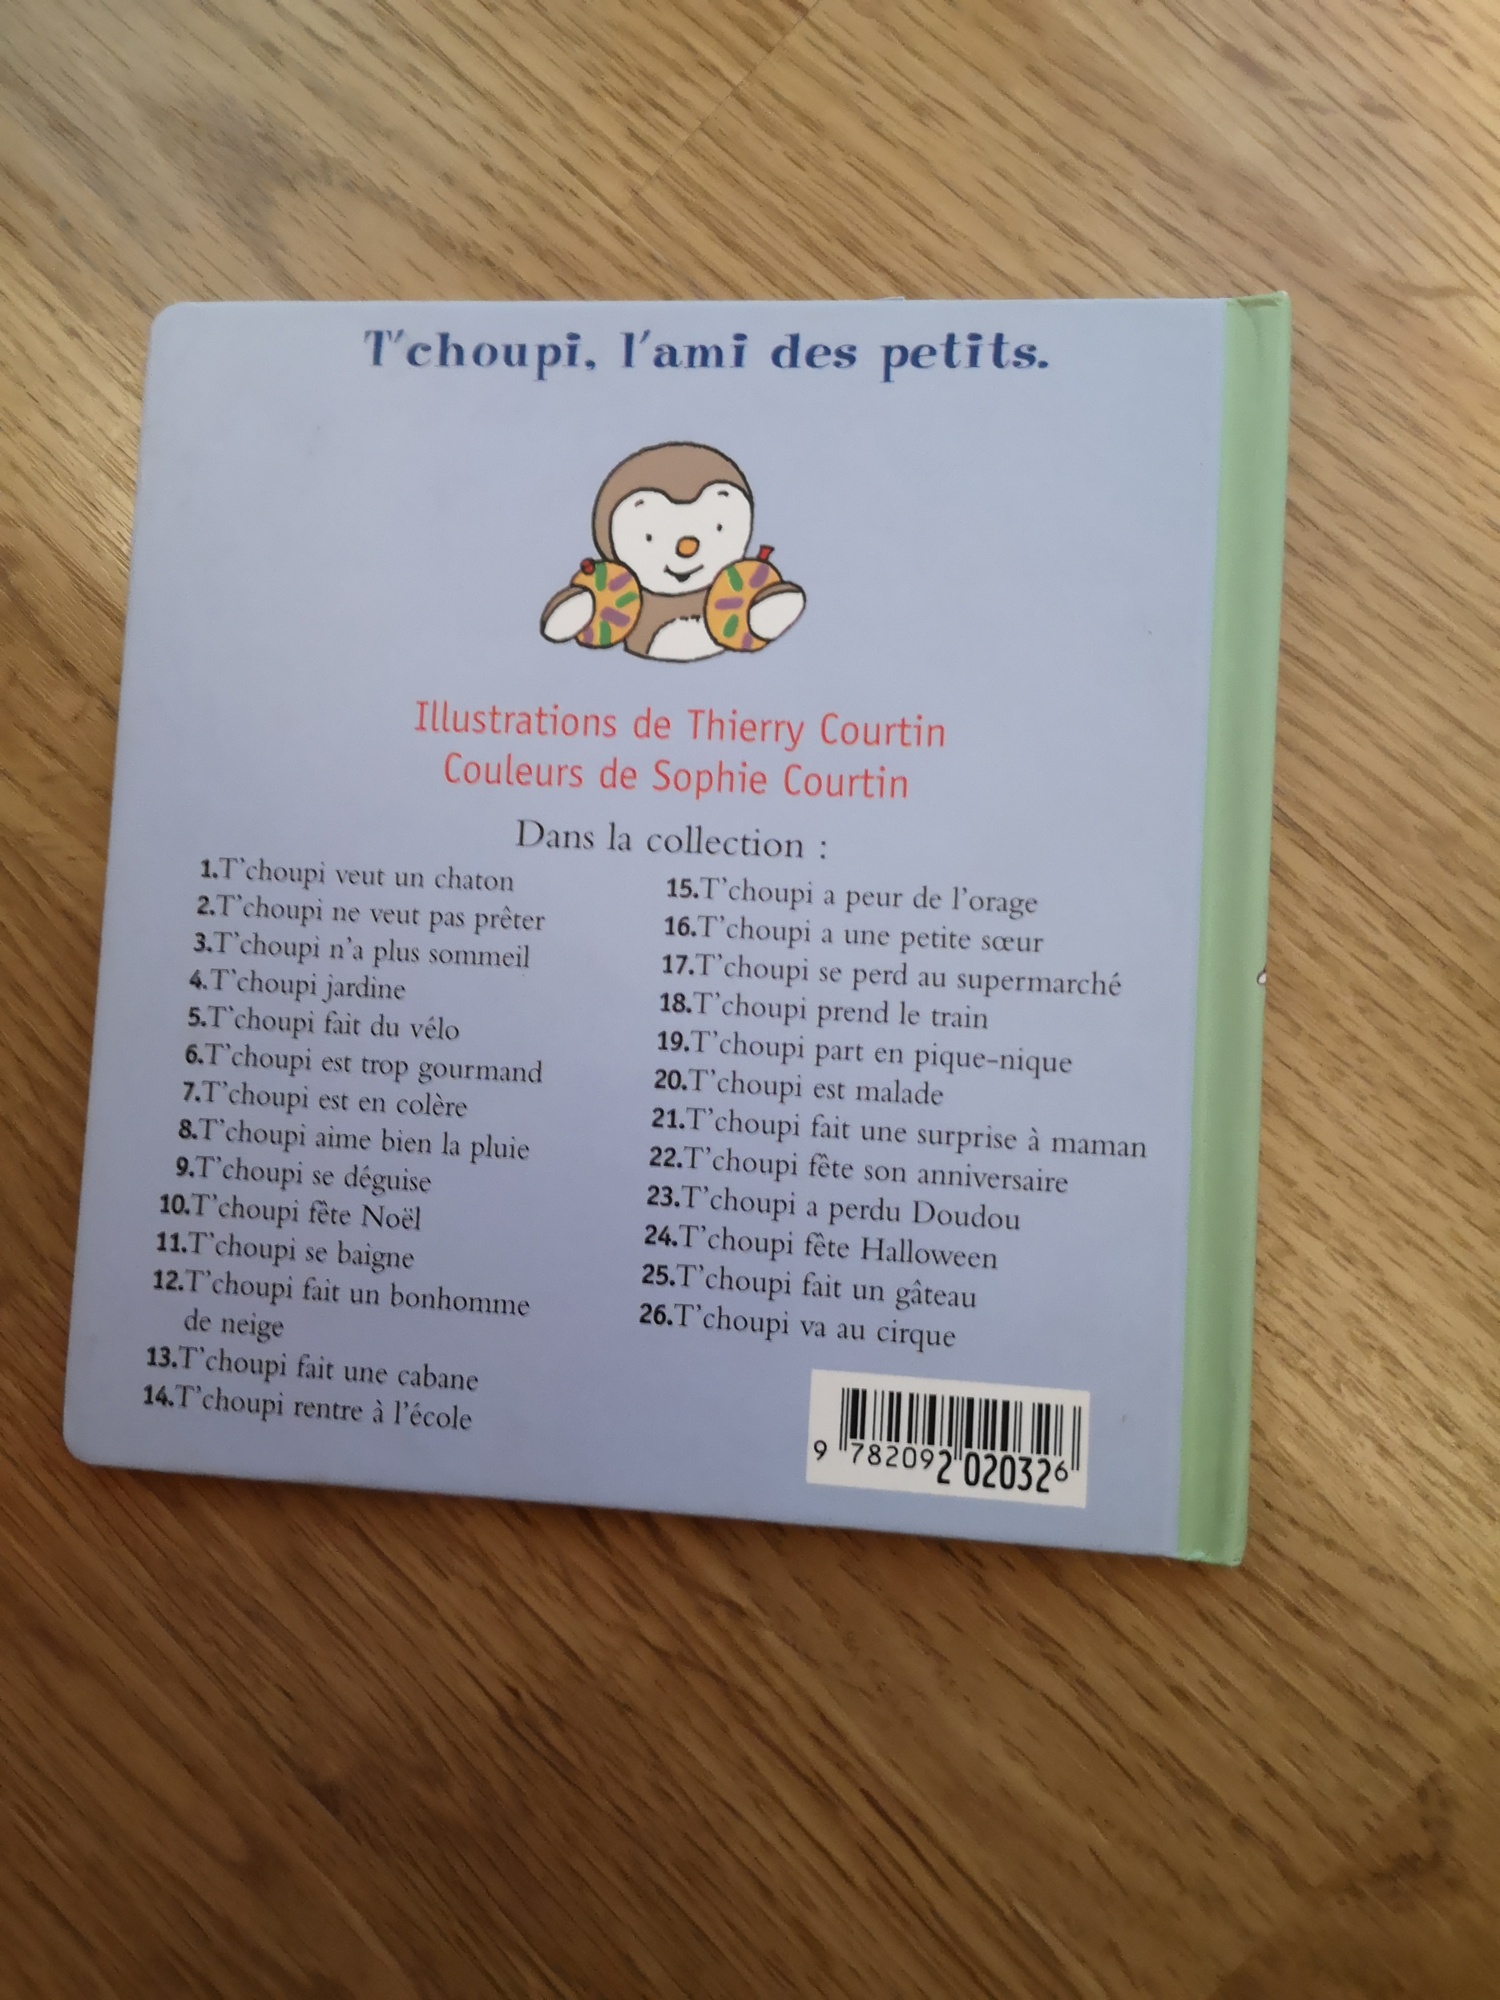 T'choupi, l'ami des petits.
Illustrations de Thierry Courtin
Couleurs de Sophie Courtin
Dans la collection :
1.T'choupi veut un chaton
2.T'choupi ne veut pas prêter
3.T'choupi n'a plus sommeil
4.T'choupi jardine
5.T'choupi fait du vélo
6.T'choupi est trop gourmand
7.T'choupi est en colère
8.T'choupi aime bien la pluie
9.T'choupi se déguise
10.T'choupi fête Noël
11.T'choupi se baigne
12.T'choupi fait un bonhomme
de neige
13.T'choupi fait une cabane
14.T'choupi rentre à l'école
15.T'choupi a peur de l'orage
16.T'choupi a une petite sœur
17.T'choupi se perd au supermarché
18.T'choupi prend le train
19.T'choupi part en pique-nique
20.T'choupi est malade
21.T'choupi fait une surprise à maman
22.T'choupi fête son anniversaire
23.T'choupi a perdu Doudou
24.T'choupi fête Halloween
25.T'choupi fait un gâteau
26.T'choupi va au cirque
9 782092 020326